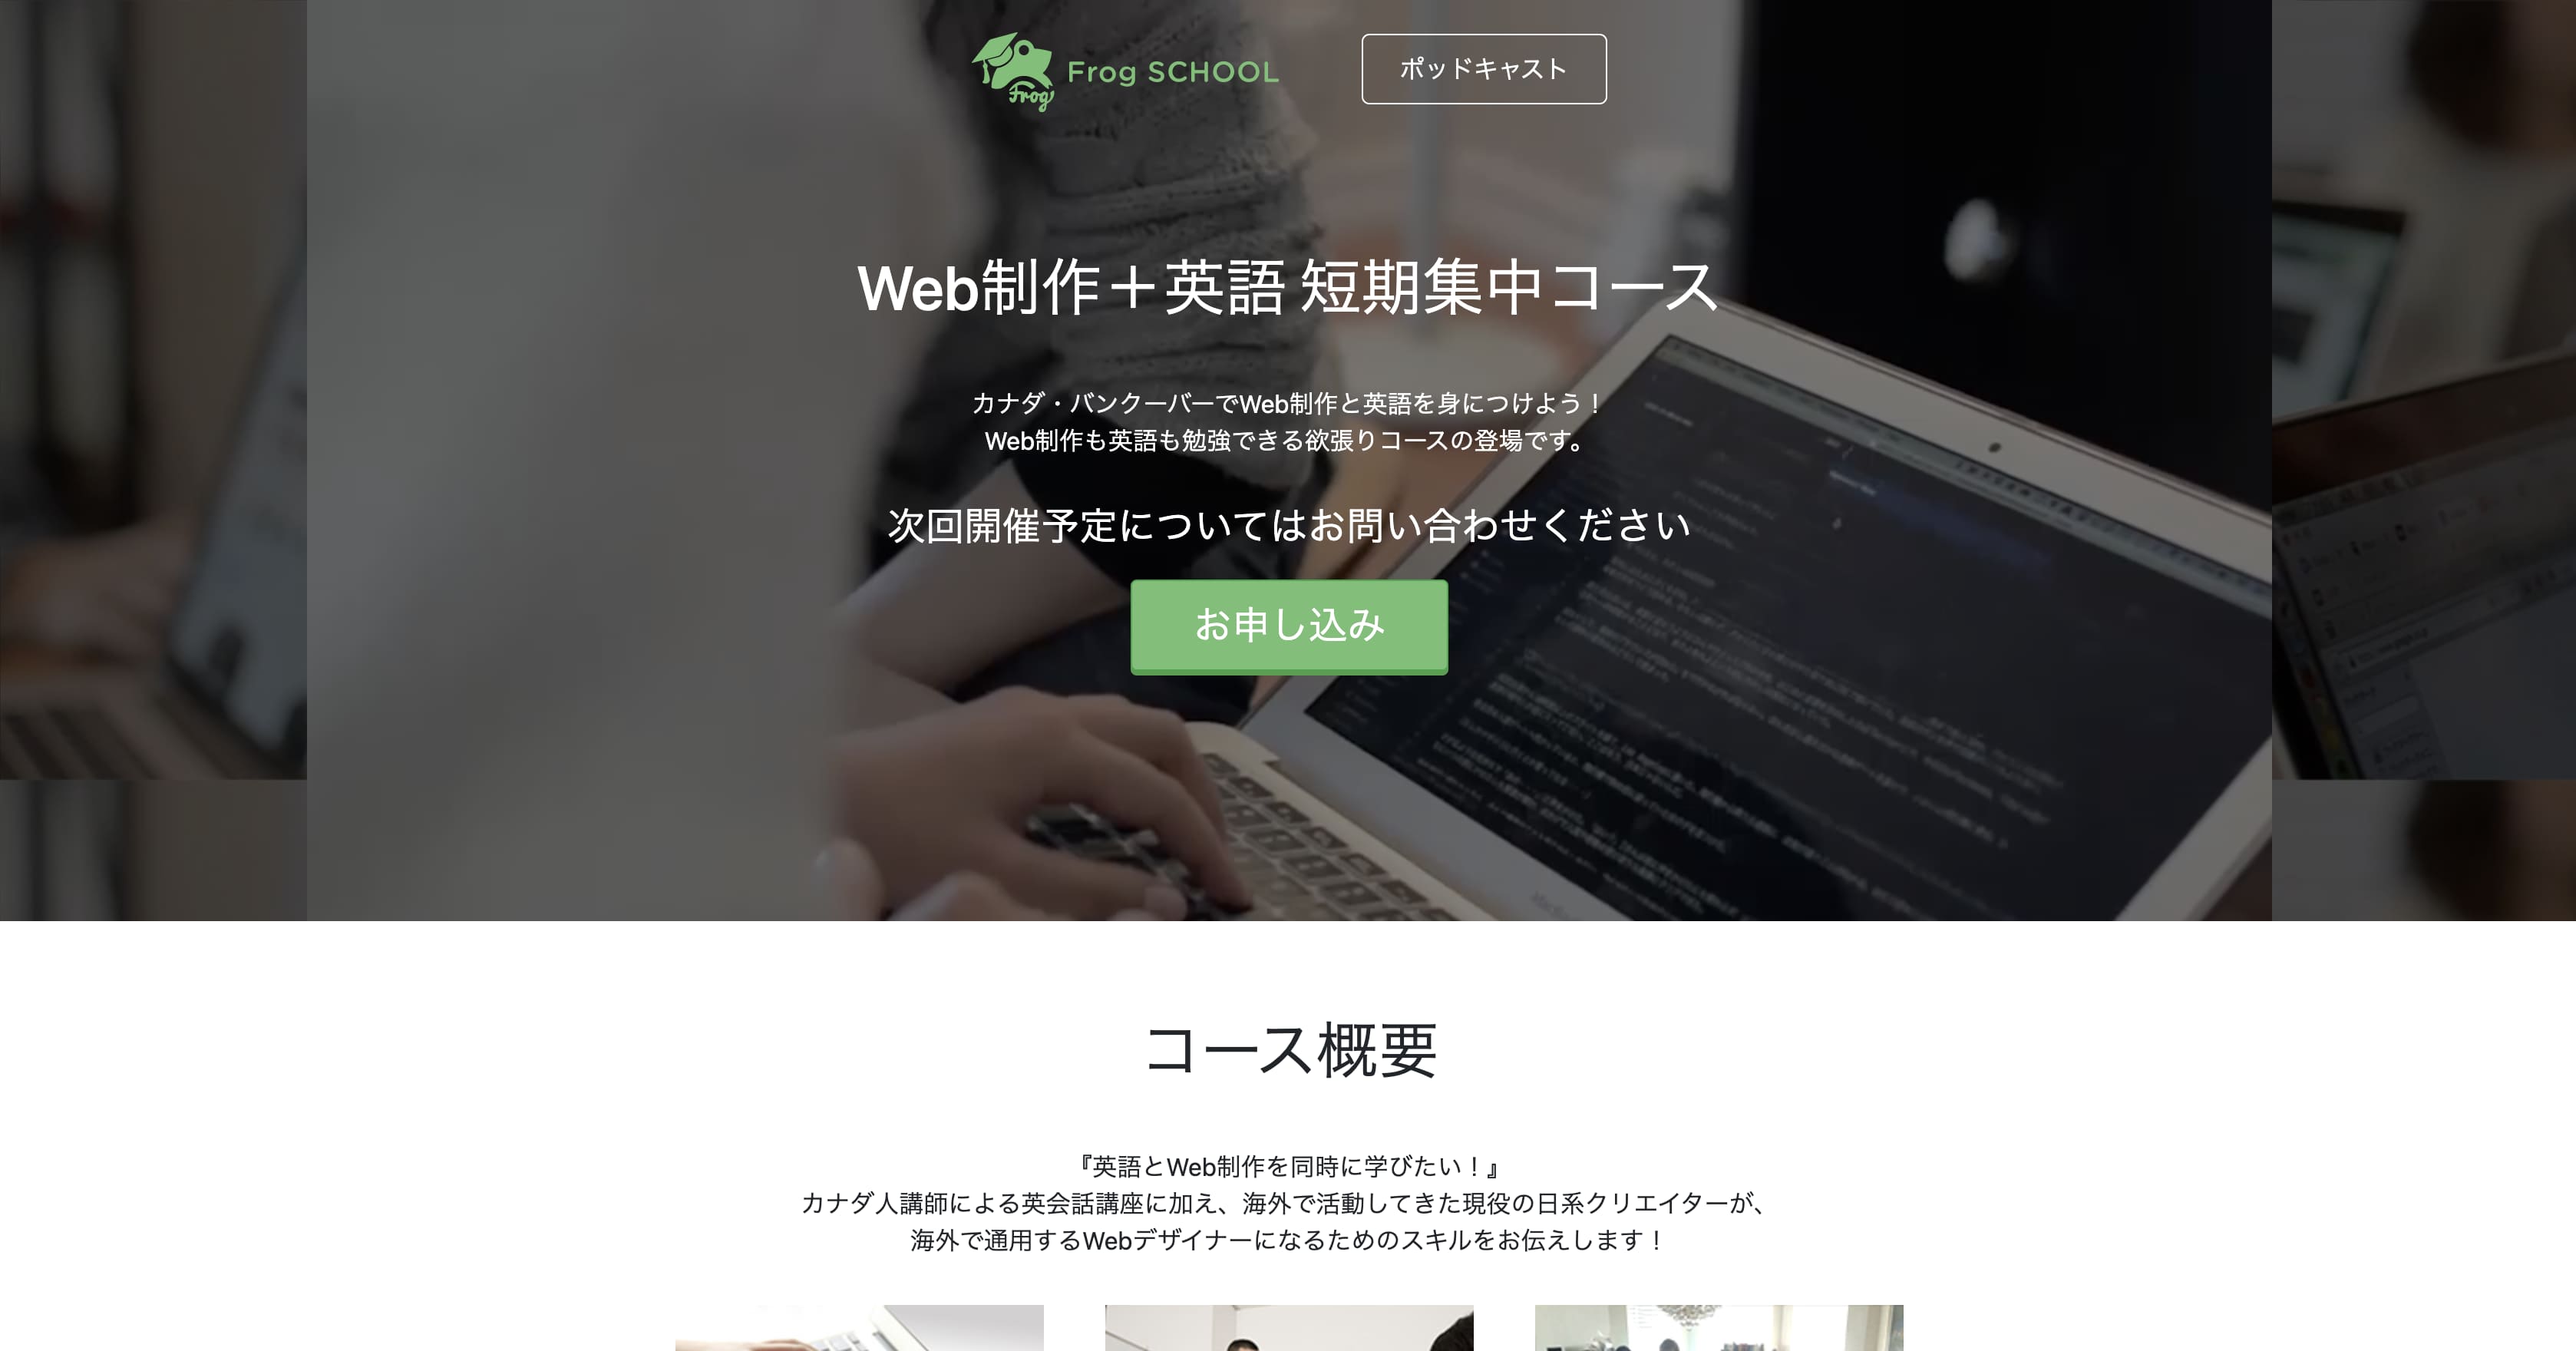 Frog
Frog SCHOOL
ポッドキャスト
Web制作＋英語 短期集中コース
カナダ・バンクーバーでWeb制作と英語を身につけよう！
Web制作も英語も勉強できる欲張りコースの登場です。
次回開催予定についてはお問い合わせください
お申し込み
コース概要
『英語とWeb制作を同時に学びたい！』
カナダ人講師による英会話講座に加え、海外で活動してきた現役の日系クリエイターが、
海外で通用するWebデザイナーになるためのスキルをお伝えします！